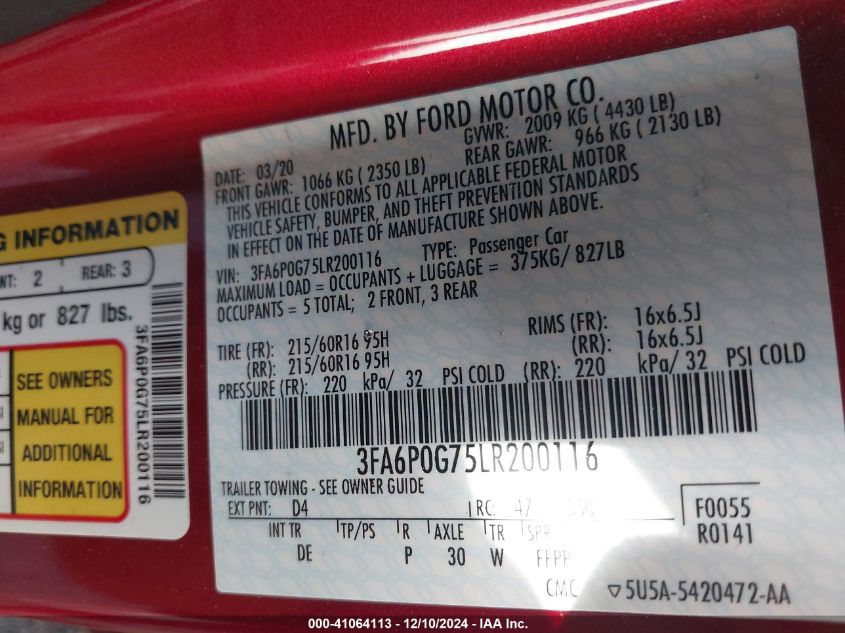 MFD. BY FORD MOTOR CO.
DATE: 03/20 GVWR: 2009 KG ( 4430 LB)
FRONT GAWR: 1066 KG ( 2350 LB) REAR GAWR: 966 KG ( 2130 LB)
THIS VEHICLE CONFORMS TO ALL APPLICABLE FEDERAL MOTOR
VEHICLE SAFETY, BUMPER, AND THEFT PREVENTION STANDARDS
IN EFFECT ON THE DATE OF MANUFACTURE SHOWN ABOVE.
VIN: 3FA6P0G75LR200116 TYPE: Passenger Car
MAXIMUM LOAD = OCCUPANTS + LUGGAGE = 375KG/ 827LB
OCCUPANTS = 5 TOTAL; 2 FRONT, 3 REAR
TIRE (FR): 215/60R16 95H RIMS (FR): 16x6.5J
(RR): 215/60R16 95H (RR): 16x6.5J
PRESSURE (FR): 220 kPa/ 32 PSI COLD (RR): 220 kPa/ 32 PSI COLD
3FA6P0G75LR200116
TRAILER TOWING - SEE OWNER GUIDE
EXT PNT: D4 RC: 47 F0055
INT TR TP/PS R AXLE TR SPR R0141
DE P 30 W
CMC 5U5A-5420472-AA
G INFORMATION
NT: 2 REAR: 3
kg or 827 lbs.
SEE OWNERS
MANUAL FOR
ADDITIONAL
INFORMATION
3FA6P0G75LR200116
000-41064113 - 12/10/2024 - IAA Inc.